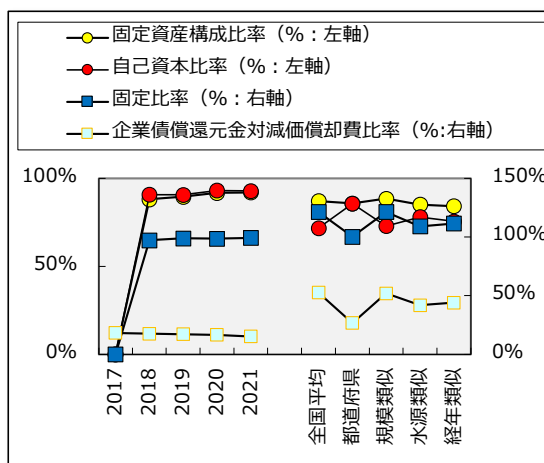 固定資産構成比率（%：左軸）
自己資本比率（%：左軸）
固定比率（%：右軸）
企業債償還元金対減価償却費比率（%:右軸）
100%
50%
0%
150%
100%
50%
0%
2017
2018
2019
2020
2021
全国平均
都道府県
規模類似
水源類似
経年類似